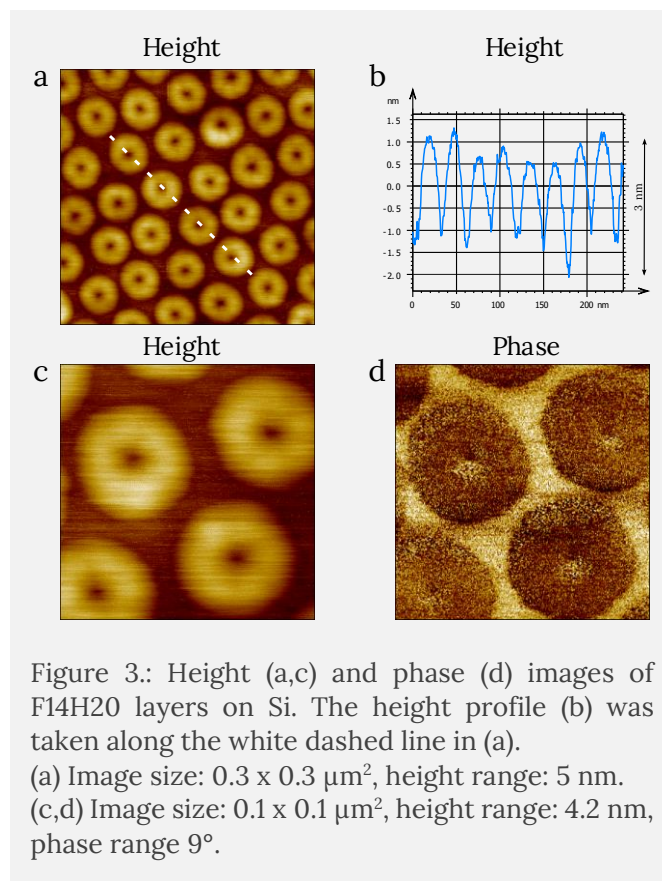 Height
Height
a
b
nm
1.5
1.0
0.5
0.0
-0.5
-1.0
-1.5
-2.0
0
50
100
150
200 nm
3 nm
Height
Phase
c
d
Figure 3.: Height (a,c) and phase (d) images of
F14H20 layers on Si. The height profile (b) was
taken along the white dashed line in (a).
(a) Image size: 0.3 x 0.3 µm², height range: 5 nm.
(c,d) Image size: 0.1 x 0.1 µm², height range: 4.2 nm,
phase range 9°.